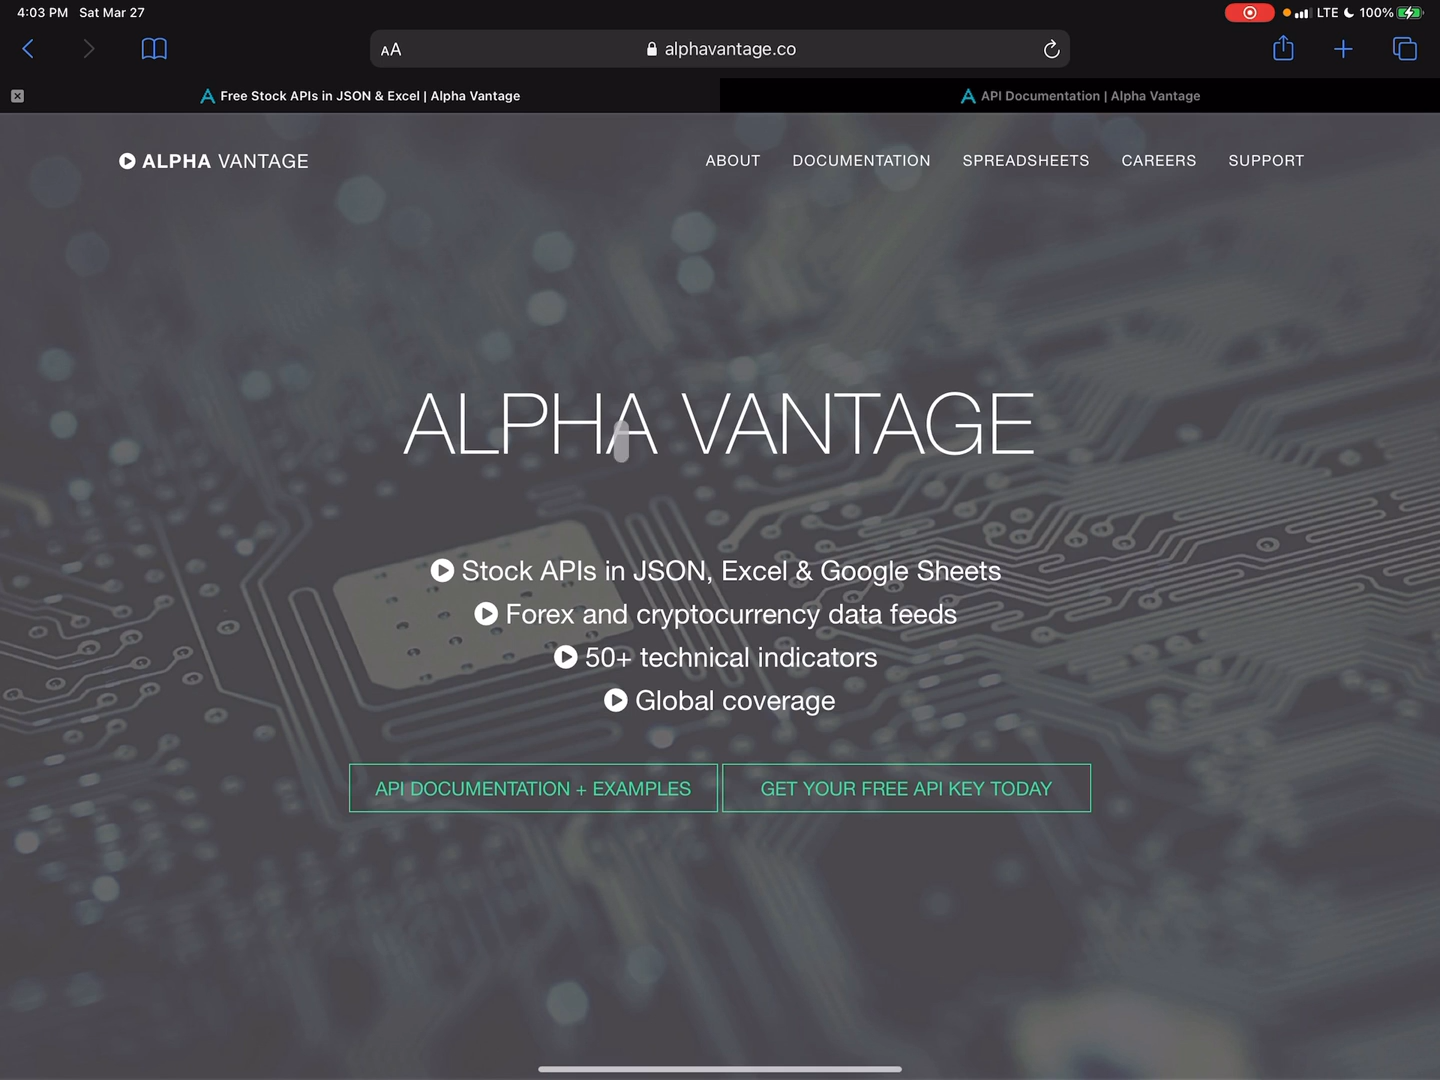 4:03 PM Sat Mar 27
LTE 100%
AA alphavantage.co
Free Stock APIs in JSON & Excel | Alpha Vantage
API Documentation | Alpha Vantage
ALPHA VANTAGE
ABOUT DOCUMENTATION SPREADSHEETS CAREERS SUPPORT
ALPHA VANTAGE
Stock APIs in JSON, Excel & Google Sheets
Forex and cryptocurrency data feeds
50+ technical indicators
Global coverage
API DOCUMENTATION + EXAMPLES
GET YOUR FREE API KEY TODAY